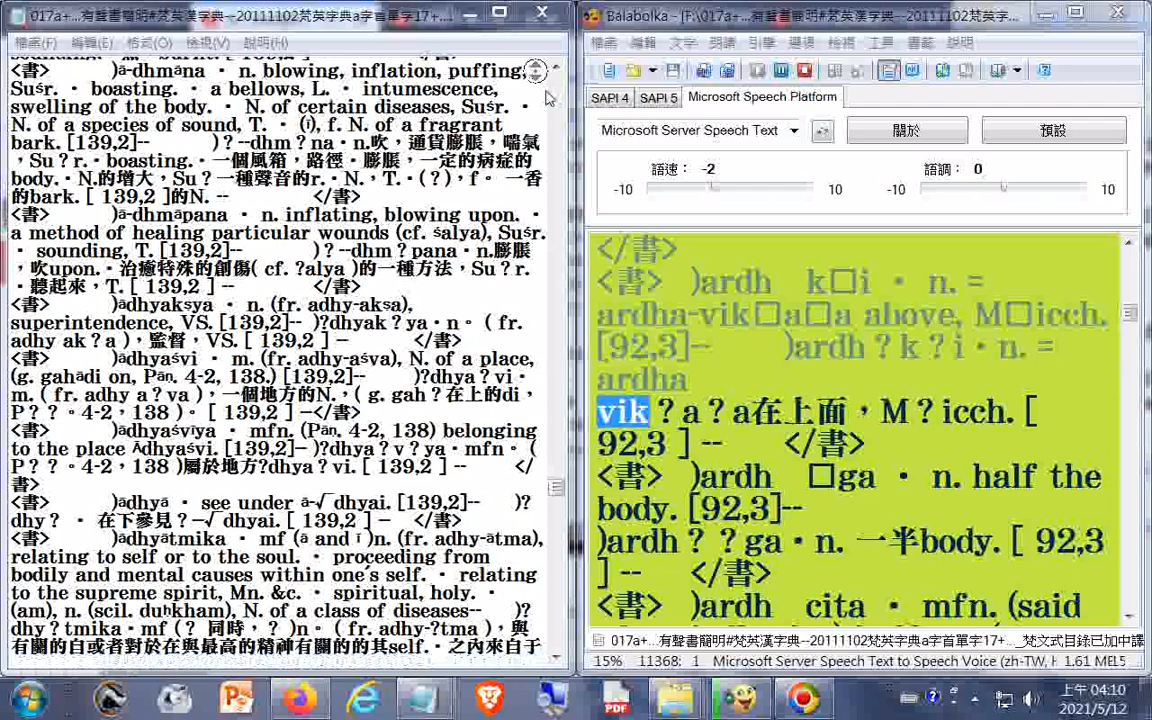 017a+...有聲書簡明#梵英漢字典--20111102梵英字典a字首單字17+...
檔案(F) 編輯(E) 格式(O) 檢視(V) 說明(H)
<書> )ā-dhmāna · n. blowing, inflation, puffing,
Suśr. · boasting. · a bellows, L. · intumescence,
swelling of the body. · N. of certain diseases, Suśr. ·
N. of a species of sound, T. · (ī), f. N. of a fragrant
bark. [139,2]-- )? --dhm ? na · n.吹，通貨膨脹，喘氣
，Su ? r. · boasting. · 一個風箱，路徑 · 膨脹，一定的病症的
body. · N.的增大，Su ? 一種聲音的r. · N.，T. · ( ? )，f。 一香
的bark. [ 139,2 ]的N. -- </書>
<書> )ā-dhmāpana · n. inflating, blowing upon. ·
a method of healing particular wounds (cf. śalya), Suśr.
· sounding, T. [139,2]-- )? --dhm ? pana · n.膨脹
，吹upon. · 治癒特殊的創傷( cf. ?alya )的一種方法，Su ? r.
· 聽起來，T. [ 139,2 ] -- </書>
<書> )ādhyakṣya · n. (fr. adhy-akṣa),
superintendence, VS. [139,2]-- )?dhyak ? ya · n。 ( fr.
adhy ak ? a )，監督，VS. [ 139,2 ] -- </書>
<書> )ādhyaśvi · m. (fr. adhy-aśva), N. of a place,
(g. gahādi on, Pāṇ. 4-2, 138.) [139,2]-- )?dhya ? vi ·
m. ( fr. adhy a ? va )，一個地方的N.，( g. gah ? 在上的di，
P ? ? 。4-2，138 )。[ 139,2 ] --</書>
<書> )ādhyaśvīya · mfn. (Pāṇ. 4-2, 138) belonging
to the place Ādhyaśvi. [139,2]-- )?dhya ? v ? ya · mfn。 (
P ? ? 。4-2，138 )屬於地方?dhya ? vi. [ 139,2 ] -- </
書>
<書> )ādhyā · see under ā-√ dhyai. [139,2]-- )?
dhy ? · 在下參見 ? –√ dhyai. [ 139,2 ] -- </書>
<書> )ādhyātmika · mf (ā and ī )n. (fr. adhy-ātma),
relating to self or to the soul. · proceeding from
bodily and mental causes within one's self. · relating
to the supreme spirit, Mn. &c. · spiritual, holy. ·
(am), n. (scil. duḥkham), N. of a class of diseases-- )?
dhy ? tmika · mf ( ? 同時，? )n。 ( fr. adhy-?tma )，與
有關的自或者對於在與最高的精神有關的的其self. · 之內來自于
Balabolka - [F:\017a+...有聲書簡明#梵英漢字典--20111102梵英字...
檔案 編輯 文字 朗讀 引擎 選項 檢視 工具 書籤 說明
SAPI 4 SAPI 5 Microsoft Speech Platform
Microsoft Server Speech Text 關於 預設
語速： -2 語調： 0
-10 10 -10 10
</書>
<書> )ardh k□i · n. =
ardha-vik□a□a above, M□icch.
[92,3]-- )ardh ? k ? i · n. =
ardha
vik ? a ? a在上面，M ? icch. [
92,3 ] -- </書>
<書> )ardh □ga · n. half the
body. [92,3]--
)ardh ? ? ga · n. 一半body. [ 92,3
] -- </書>
<書> )ardh cita · mfn. (said
017a+...有聲書簡明#梵英漢字典--20111102梵英字典a字首單字17+..._梵文式目錄已加中譯
15% 11368: 1 Microsoft Server Speech Text to Speech Voice (zh-TW, H 1.61 МБ
PDF
上午 04:10
2021/5/12